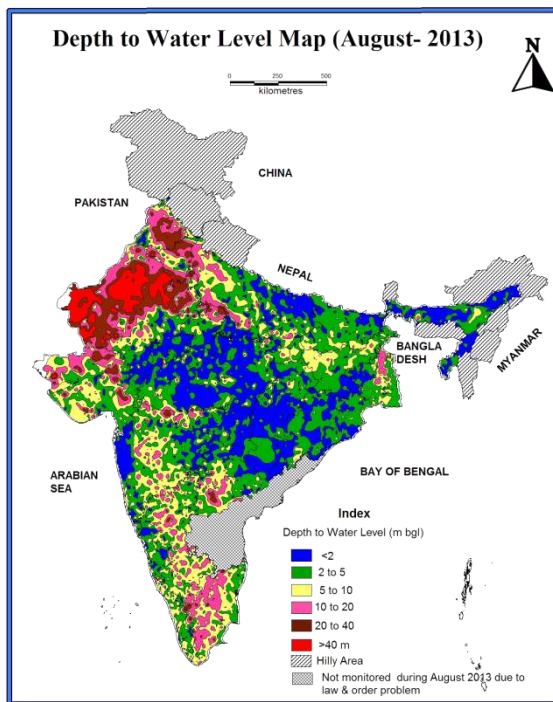 Depth to Water Level Map (August- 2013)
N
0 250 500
kilometres
CHINA
PAKISTAN
NEPAL
BANGLA
DESH
MYANMAR
ARABIAN
SEA
BAY OF BENGAL
Index
Depth to Water Level (m bgl)
<2
2 to 5
5 to 10
10 to 20
20 to 40
>40 m
Hilly Area
Not monitored during August 2013 due to
law & order problem